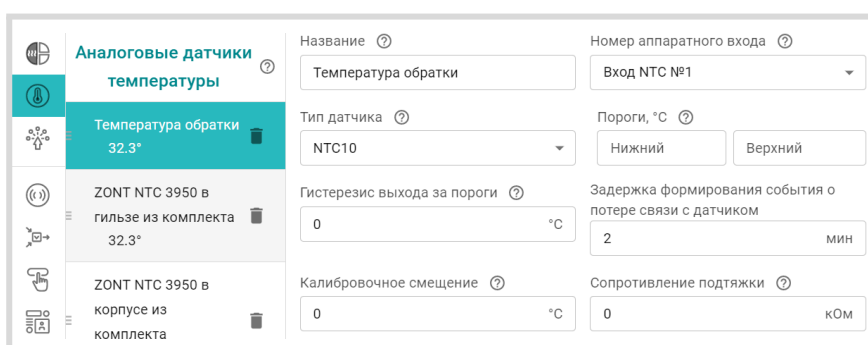 Аналоговые датчики
температуры
Температура обратки
32.3°
ZONT NTC 3950 в
гильзе из комплекта
32.3°
ZONT NTC 3950 в
корпусе из
комплекта
Название
Температура обратки
Номер аппаратного входа
Вход NTC №1
Тип датчика
NTC10
Пороги, °C
Нижний
Верхний
Гистерезис выхода за пороги
0 °C
Задержка формирования события о
потере связи с датчиком
2 мин
Калибровочное смещение
0 °C
Сопротивление подтяжки
0 кОм